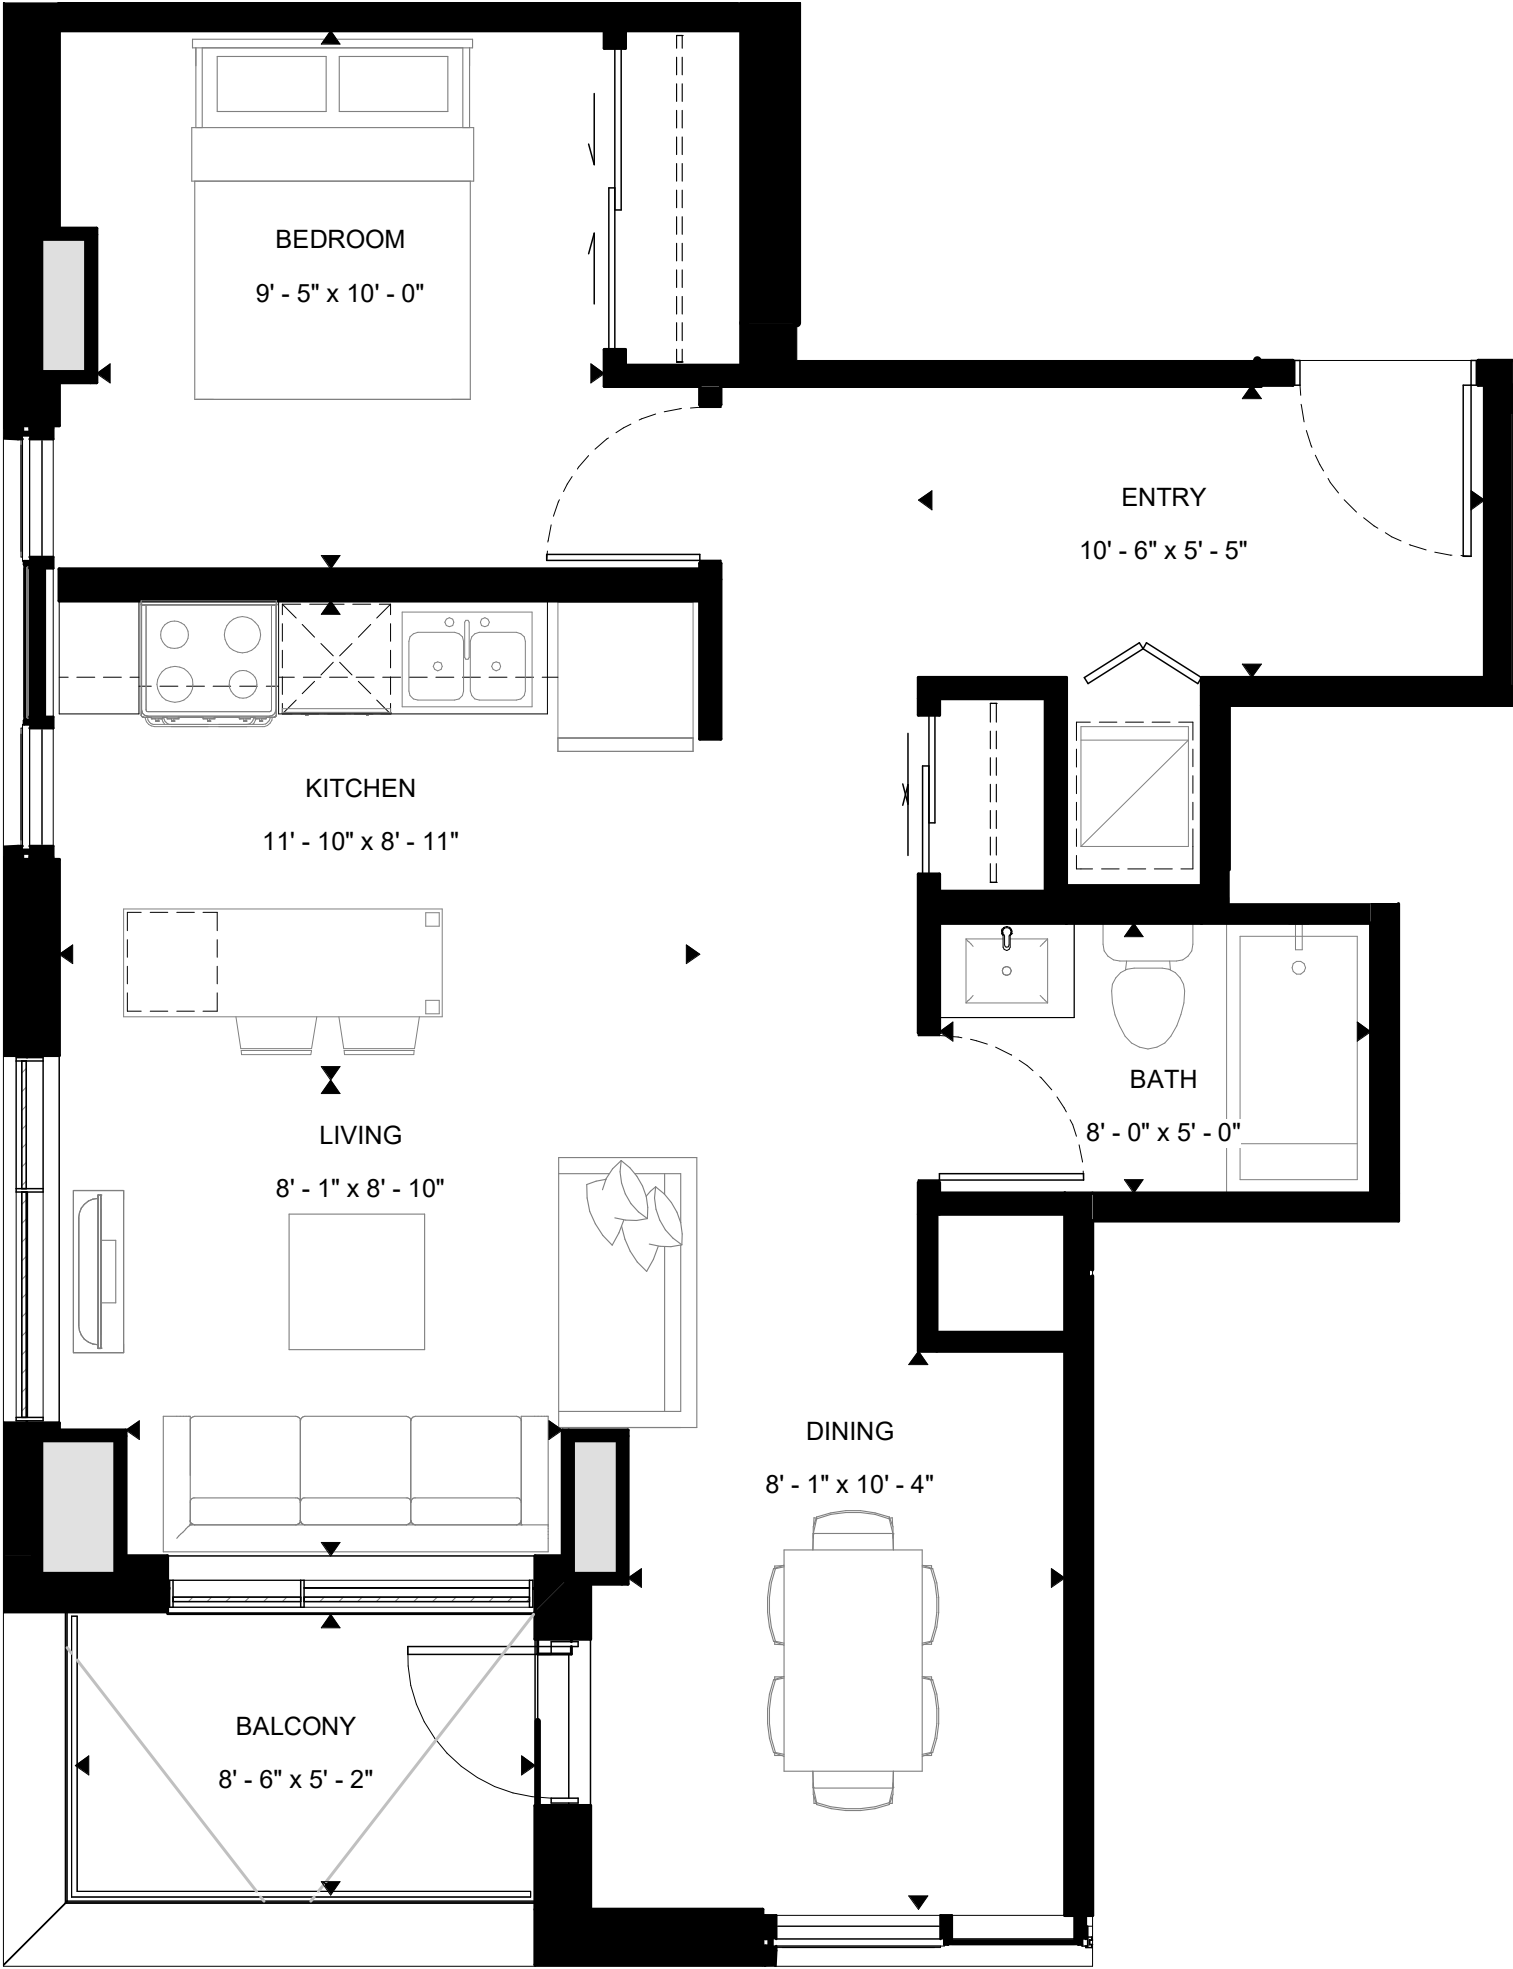 BEDROOM
9' - 5" x 10' - 0"
ENTRY
10' - 6" x 5' - 5"
KITCHEN
11' - 10" x 8' - 11"
BATH
8' - 0" x 5' - 0"
LIVING
8' - 1" x 8' - 10"
DINING
8' - 1" x 10' - 4"
BALCONY
8' - 6" x 5' - 2"